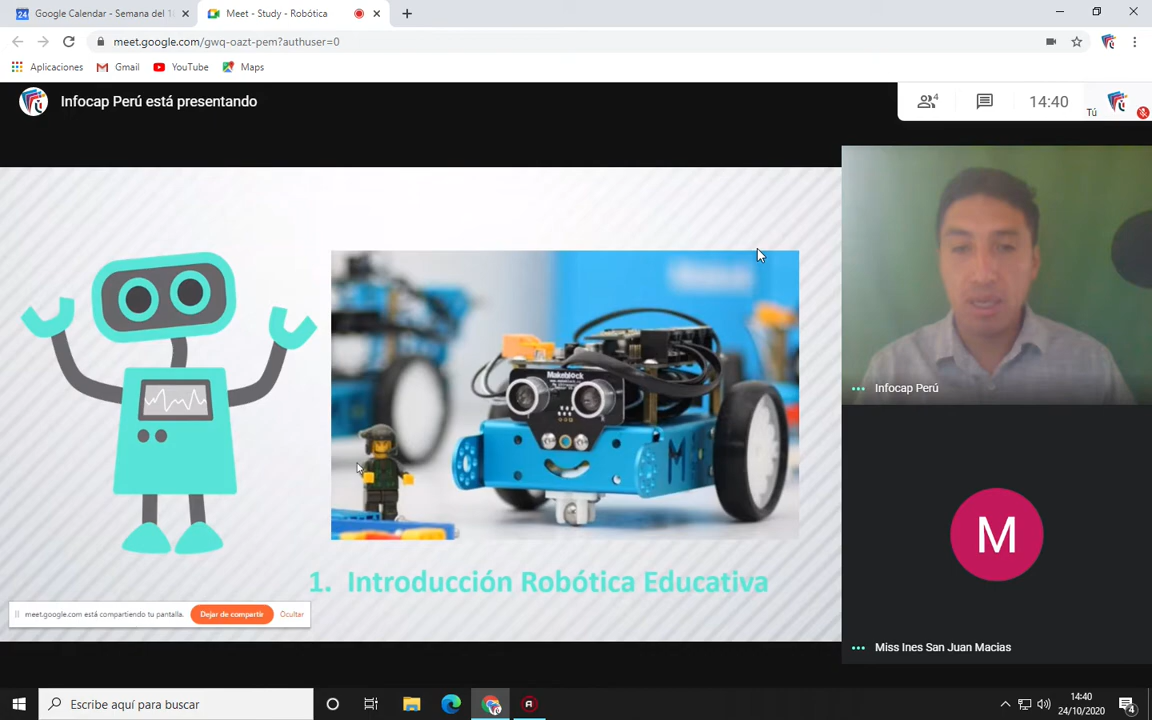 Google Calendar - Semana del 1
Meet - Study - Robótica
meet.google.com/gwq-oazt-pem?authuser=0
Aplicaciones
Gmail
YouTube
Maps
Infocap Perú está presentando
4
14:40
Tú
Makeblock
Infocap Perú
1. Introducción Robótica Educativa
meet.google.com está compartiendo tu pantalla.
Dejar de compartir
Ocultar
M
Miss Ines San Juan Macias
Escribe aquí para buscar
14:40
24/10/2020
4